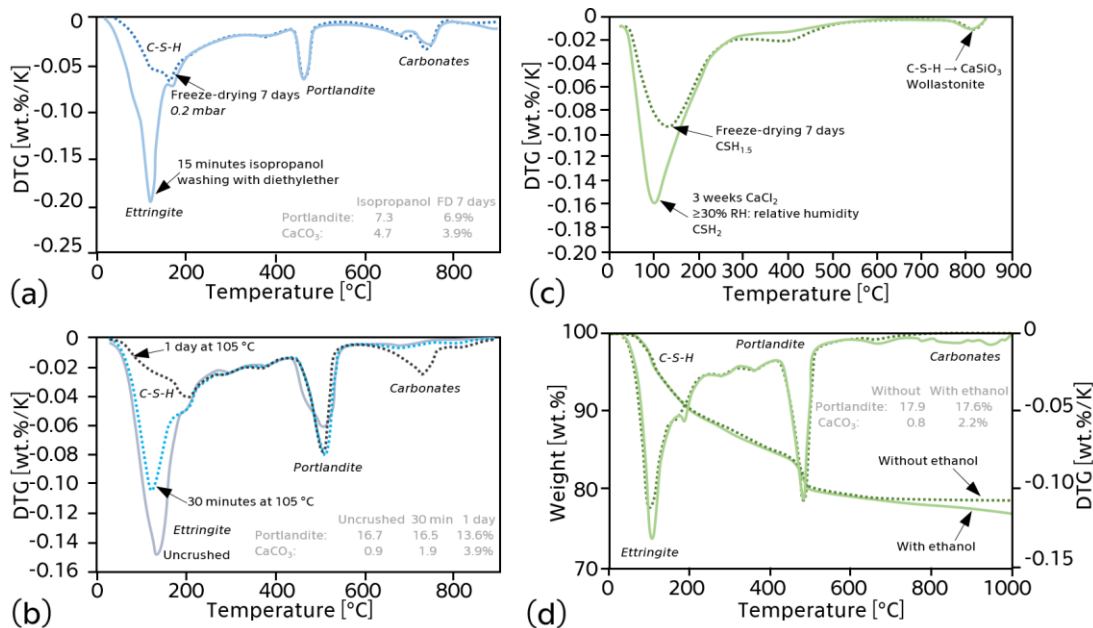 0
-0.05
-0.10
-0.15
-0.20
-0.25
DTG [wt.%/K]
C-S-H
Freeze-drying 7 days
0.2 mbar
15 minutes isopropanol
washing with diethylether
Ettringite
Portlandite
Carbonates
Isopropanol FD 7 days
Portlandite: 7.3 6.9%
CaCO₃: 4.7 3.9%
0 200 400 600 800
Temperature [°C]
(a)
0
-0.02
-0.04
-0.06
-0.08
-0.10
-0.12
-0.14
-0.16
-0.18
-0.20
DTG [wt.%/K]
C-S-H → CaSiO₃
Wollastonite
Freeze-drying 7 days
CSH₁.₅
3 weeks CaCl₂
≥30% RH: relative humidity
CSH₂
0 100 200 300 400 500 600 700 800 900
Temperature [°C]
(c)
0
-0.02
-0.04
-0.06
-0.08
-0.10
-0.12
-0.14
-0.16
DTG [wt.%/K]
1 day at 105 °C
C-S-H
Carbonates
Portlandite
30 minutes at 105 °C
Ettringite
Uncrushed
Uncrushed 30 min 1 day
Portlandite: 16.7 16.5 13.6%
CaCO₃: 0.9 1.9 3.9%
0 200 400 600 800
Temperature [°C]
(b)
100
90
80
70
Weight [wt.%]
C-S-H
Portlandite
Carbonates
Without With ethanol
Portlandite: 17.9 17.6%
CaCO₃: 0.8 2.2%
Without ethanol
With ethanol
Ettringite
0
-0.05
-0.10
-0.15
DTG [wt.%/K]
0 200 400 600 800 1000
Temperature [°C]
(d)